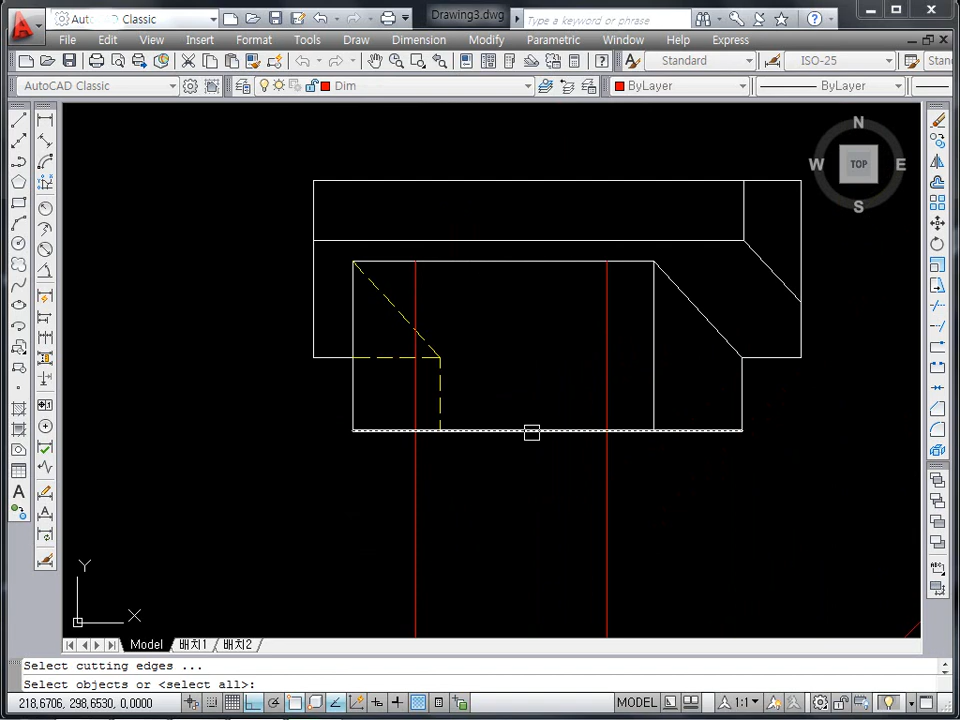 Auto Classic
Drawing3.dwg
Type a keyword or phrase
File Edit View Insert Format Tools Draw Dimension Modify Parametric Window Help Express
Standard
ISO-25
AutoCAD Classic
Dim
ByLayer
ByLayer
N
W TOP E
S
Y
X
Model 배치1 배치2
Select cutting edges ...
Select objects or <select all>:
218,6706, 298,6530, 0,0000
MODEL
1:1